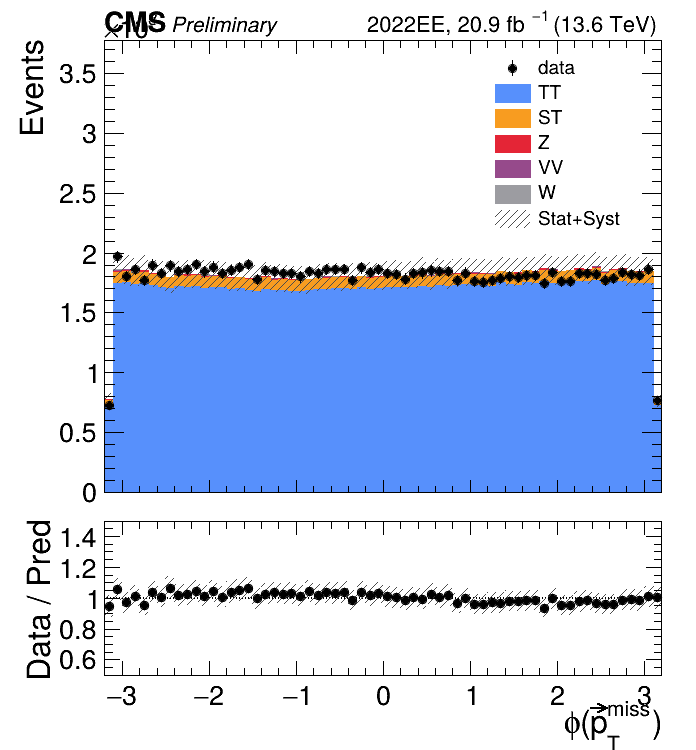 CMS Preliminary 2022EE, 20.9 fb⁻¹ (13.6 TeV)
Events
3.5
3
2.5
2
1.5
1
0.5
0
data
TT
ST
Z
VV
W
Stat+Syst
Data / Pred
1.4
1.2
1
0.8
0.6
−3 −2 −1 0 1 2 3
ϕ(p⃗_T^miss)